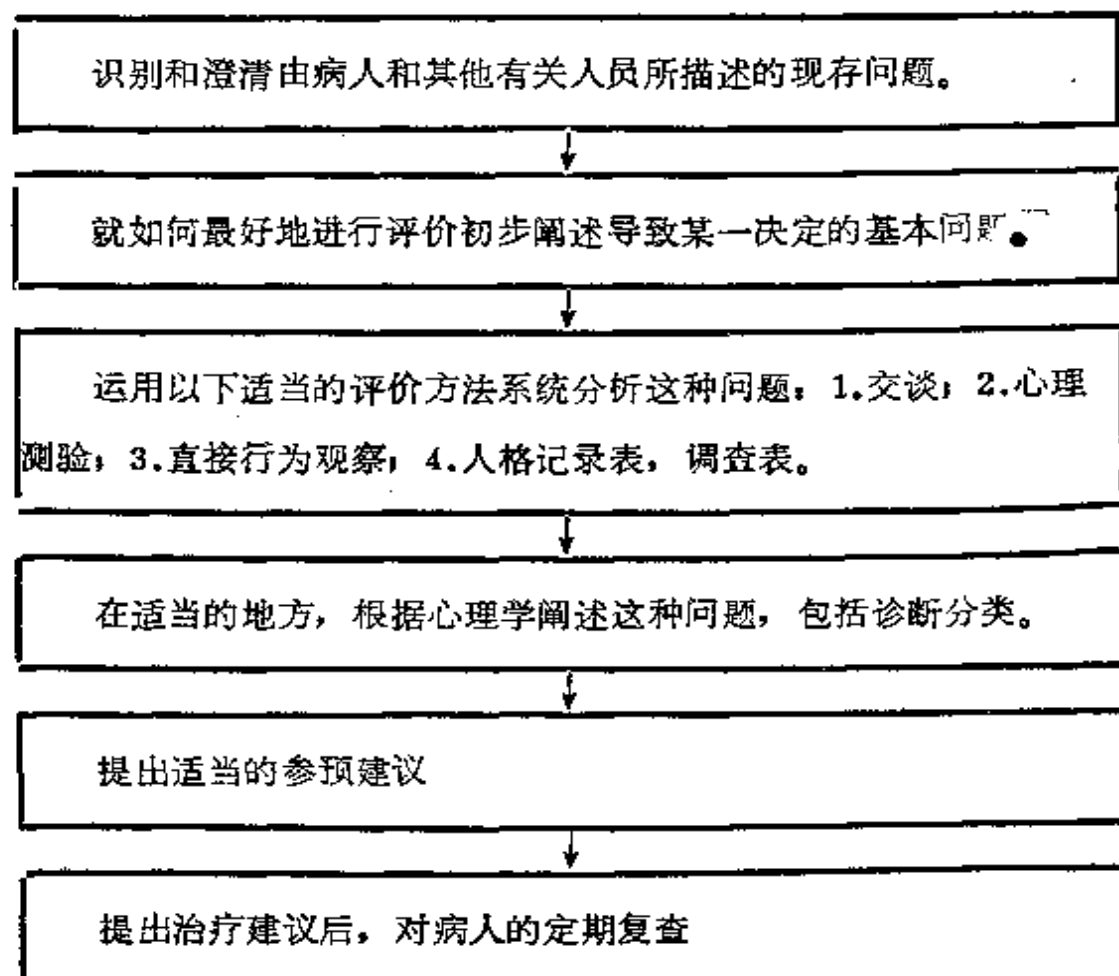 识别和澄清由病人和其他有关人员所描述的现存问题。
就如何最好地进行评价初步阐述导致某一决定的基本问题
运用以下适当的评价方法系统分析这种问题：1.交谈；2.心理
测验；3.直接行为观察；4.人格记录表，调查表。
在适当的地方，根据心理学阐述这种问题，包括诊断分类。
提出适当的参预建议
提出治疗建议后，对病人的定期复查